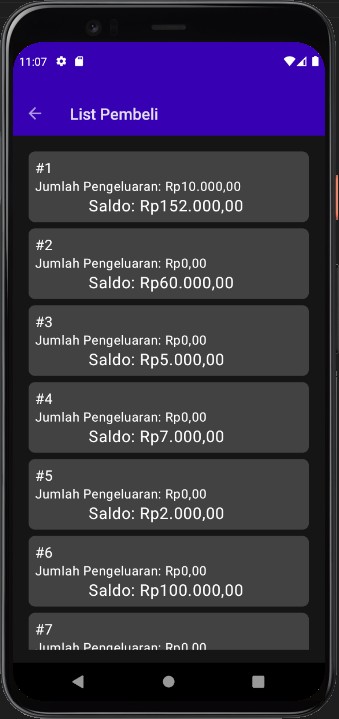 11:07
List Pembeli
#1
Jumlah Pengeluaran: Rp10.000,00
Saldo: Rp152.000,00
#2
Jumlah Pengeluaran: Rp0,00
Saldo: Rp60.000,00
#3
Jumlah Pengeluaran: Rp0,00
Saldo: Rp5.000,00
#4
Jumlah Pengeluaran: Rp0,00
Saldo: Rp7.000,00
#5
Jumlah Pengeluaran: Rp0,00
Saldo: Rp2.000,00
#6
Jumlah Pengeluaran: Rp0,00
Saldo: Rp100.000,00
#7
Jumlah Pengeluaran: Rp0,00